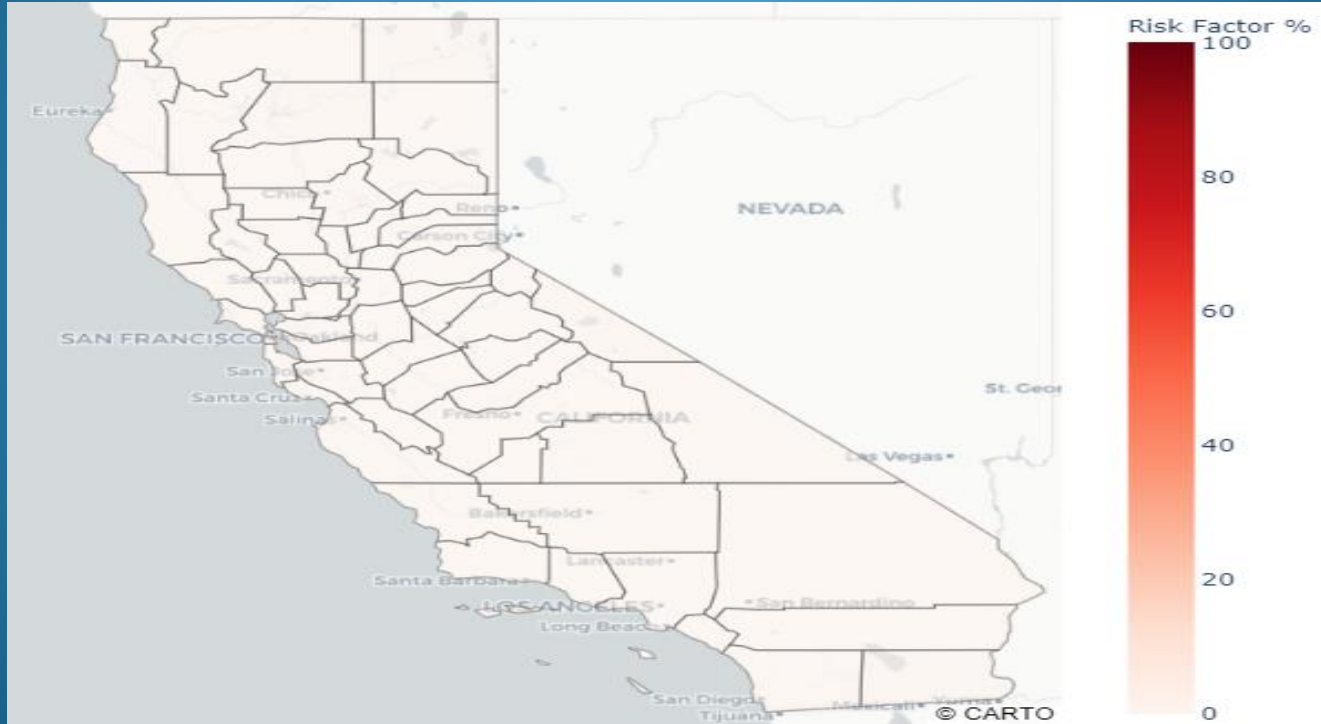 Risk Factor %
100
80
60
40
20
0
Eureka
Chico
Reno
Carson City
NEVADA
Sacramento
SAN FRANCISCO
Oakland
San Jose
Santa Cruz
Salinas
Fresno
CALIFORNIA
St. Geor
Las Vegas
Bakersfield
Lancaster
Santa Barbara
LOS ANGELES
San Bernardino
Long Beach
San Diego
Tijuana
Mexicali
Yuma
© CARTO